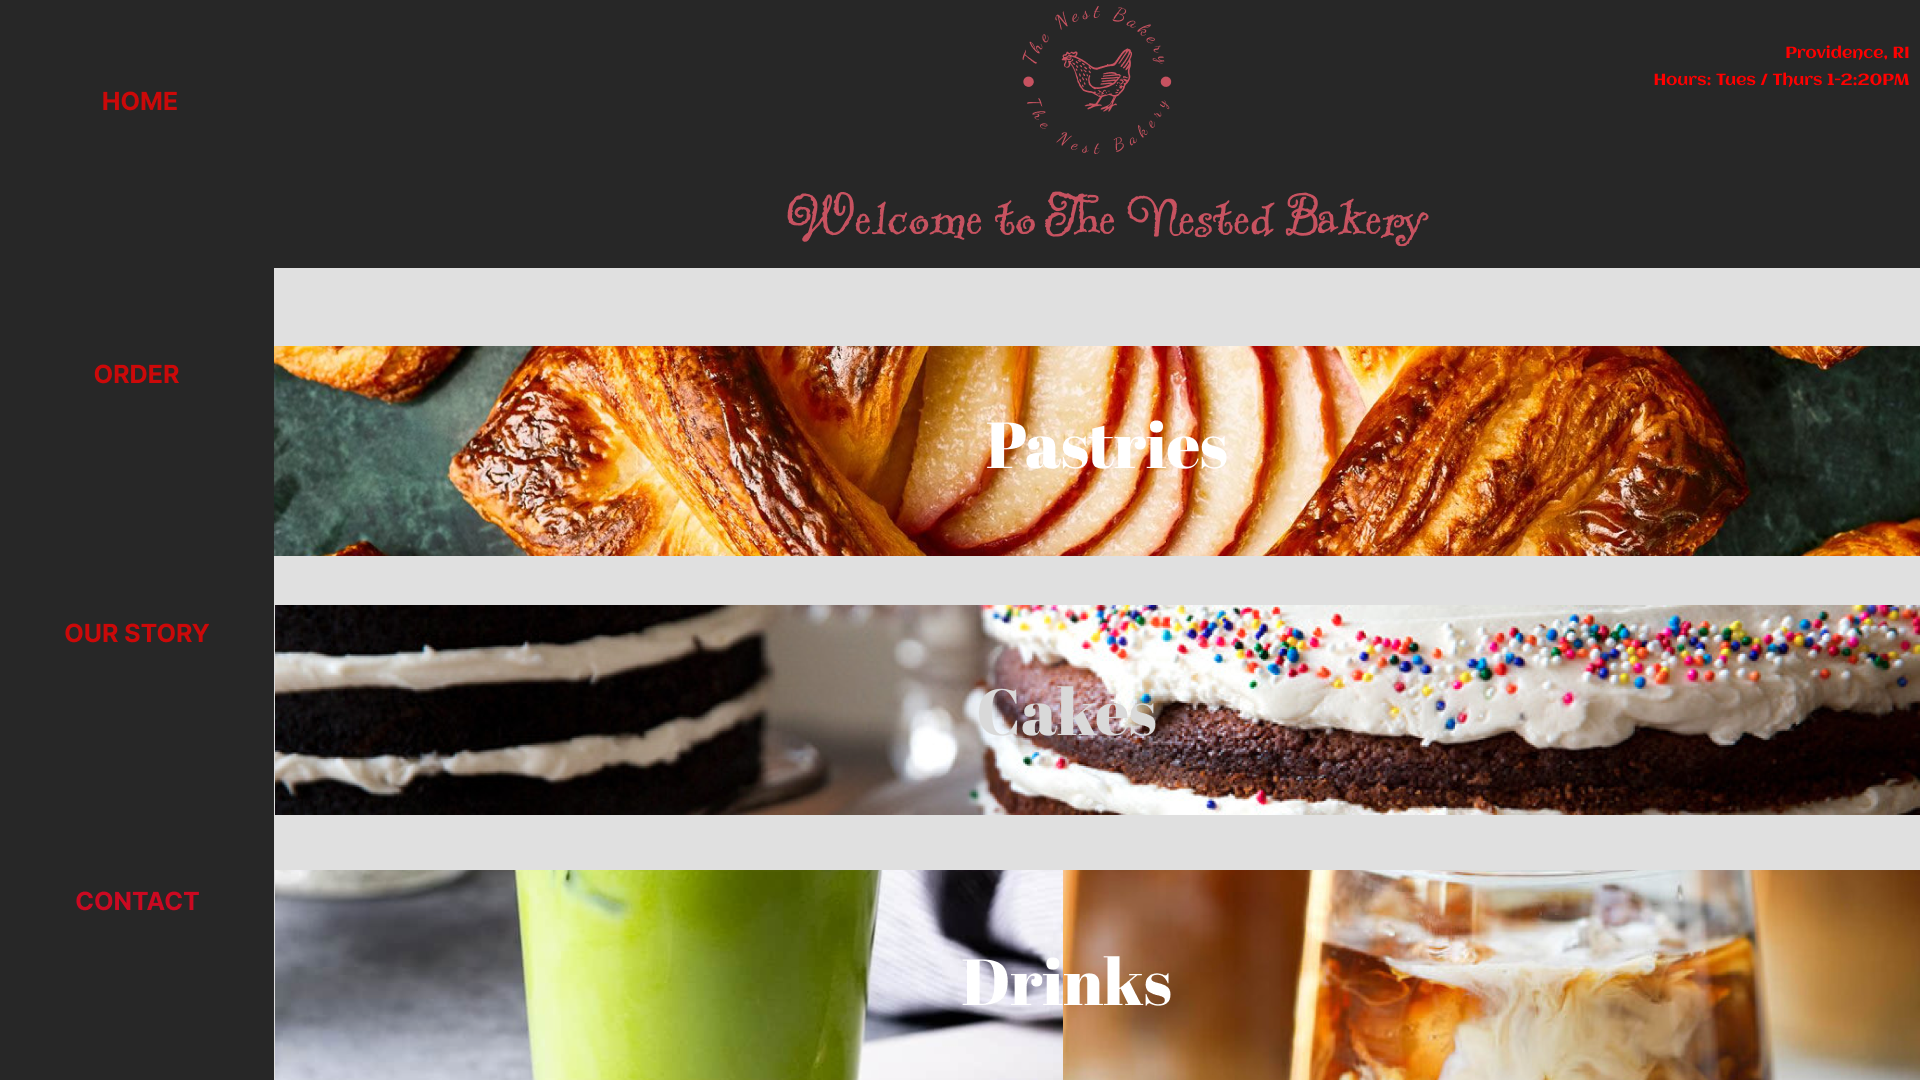 The Nest Bakery
The Nest Bakery
Providence, RI
Hours: Tues / Thurs 1-2:20PM
HOME
Welcome to The Nested Bakery
ORDER
Pastries
OUR STORY
Cakes
CONTACT
Drinks